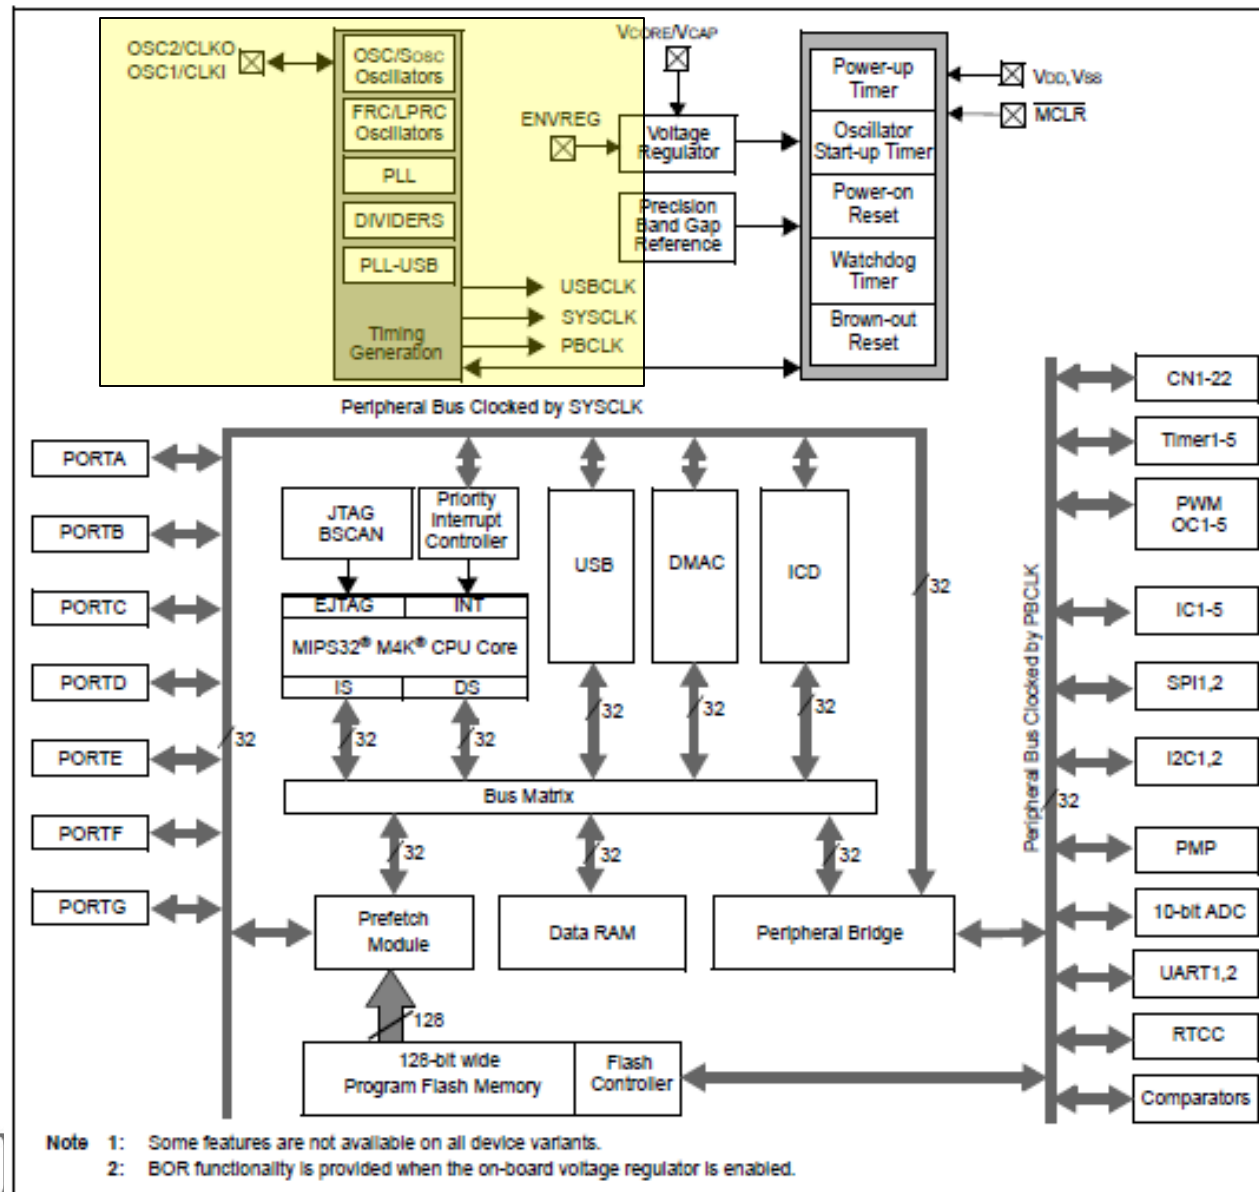 OSC2/CLKO
OSC1/CLKI
OSC/SOSC
Oscillators
FRC/LPRC
Oscillators
PLL
DIVIDERS
PLL-USB
Timing
Generation
USBCLK
SYSCLK
PBCLK
VCORE/VCAP
ENVREG
Voltage
Regulator
Precision
Band Gap
Reference
Power-up
Timer
Oscillator
Start-up Timer
Power-on
Reset
Watchdog
Timer
Brown-out
Reset
VDD, VSS
MCLR
Peripheral Bus Clocked by SYSCLK
PORTA
PORTB
PORTC
PORTD
PORTE
PORTF
PORTG
32
JTAG
BSCAN
Priority
Interrupt
Controller
EJTAG
INT
MIPS32® M4K® CPU Core
IS
DS
32
32
USB
32
DMAC
32
ICD
32
32
Bus Matrix
32
32
32
Prefetch
Module
Data RAM
Peripheral Bridge
128
128-bit wide
Program Flash Memory
Flash
Controller
Peripheral Bus Clocked by PBCLK
32
CN1-22
Timer1-5
PWM
OC1-5
IC1-5
SPI1,2
I2C1,2
PMP
10-bit ADC
UART1,2
RTCC
Comparators
Note 1: Some features are not available on all device variants.
2: BOR functionality is provided when the on-board voltage regulator is enabled.